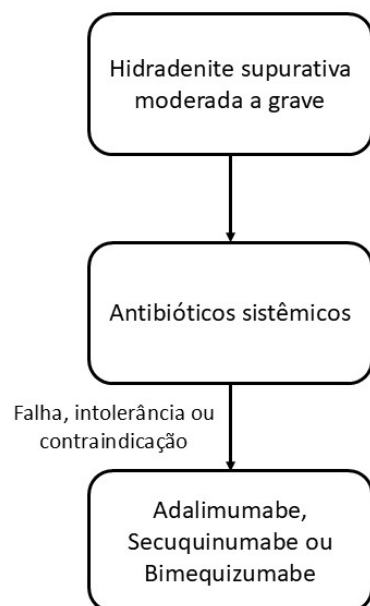 Hidradenite supurativa
moderada a grave
Antibióticos sistêmicos
Falha, intolerância ou
contraindicação
Adalimumabe,
Secuquinumabe ou
Bimequizumabe